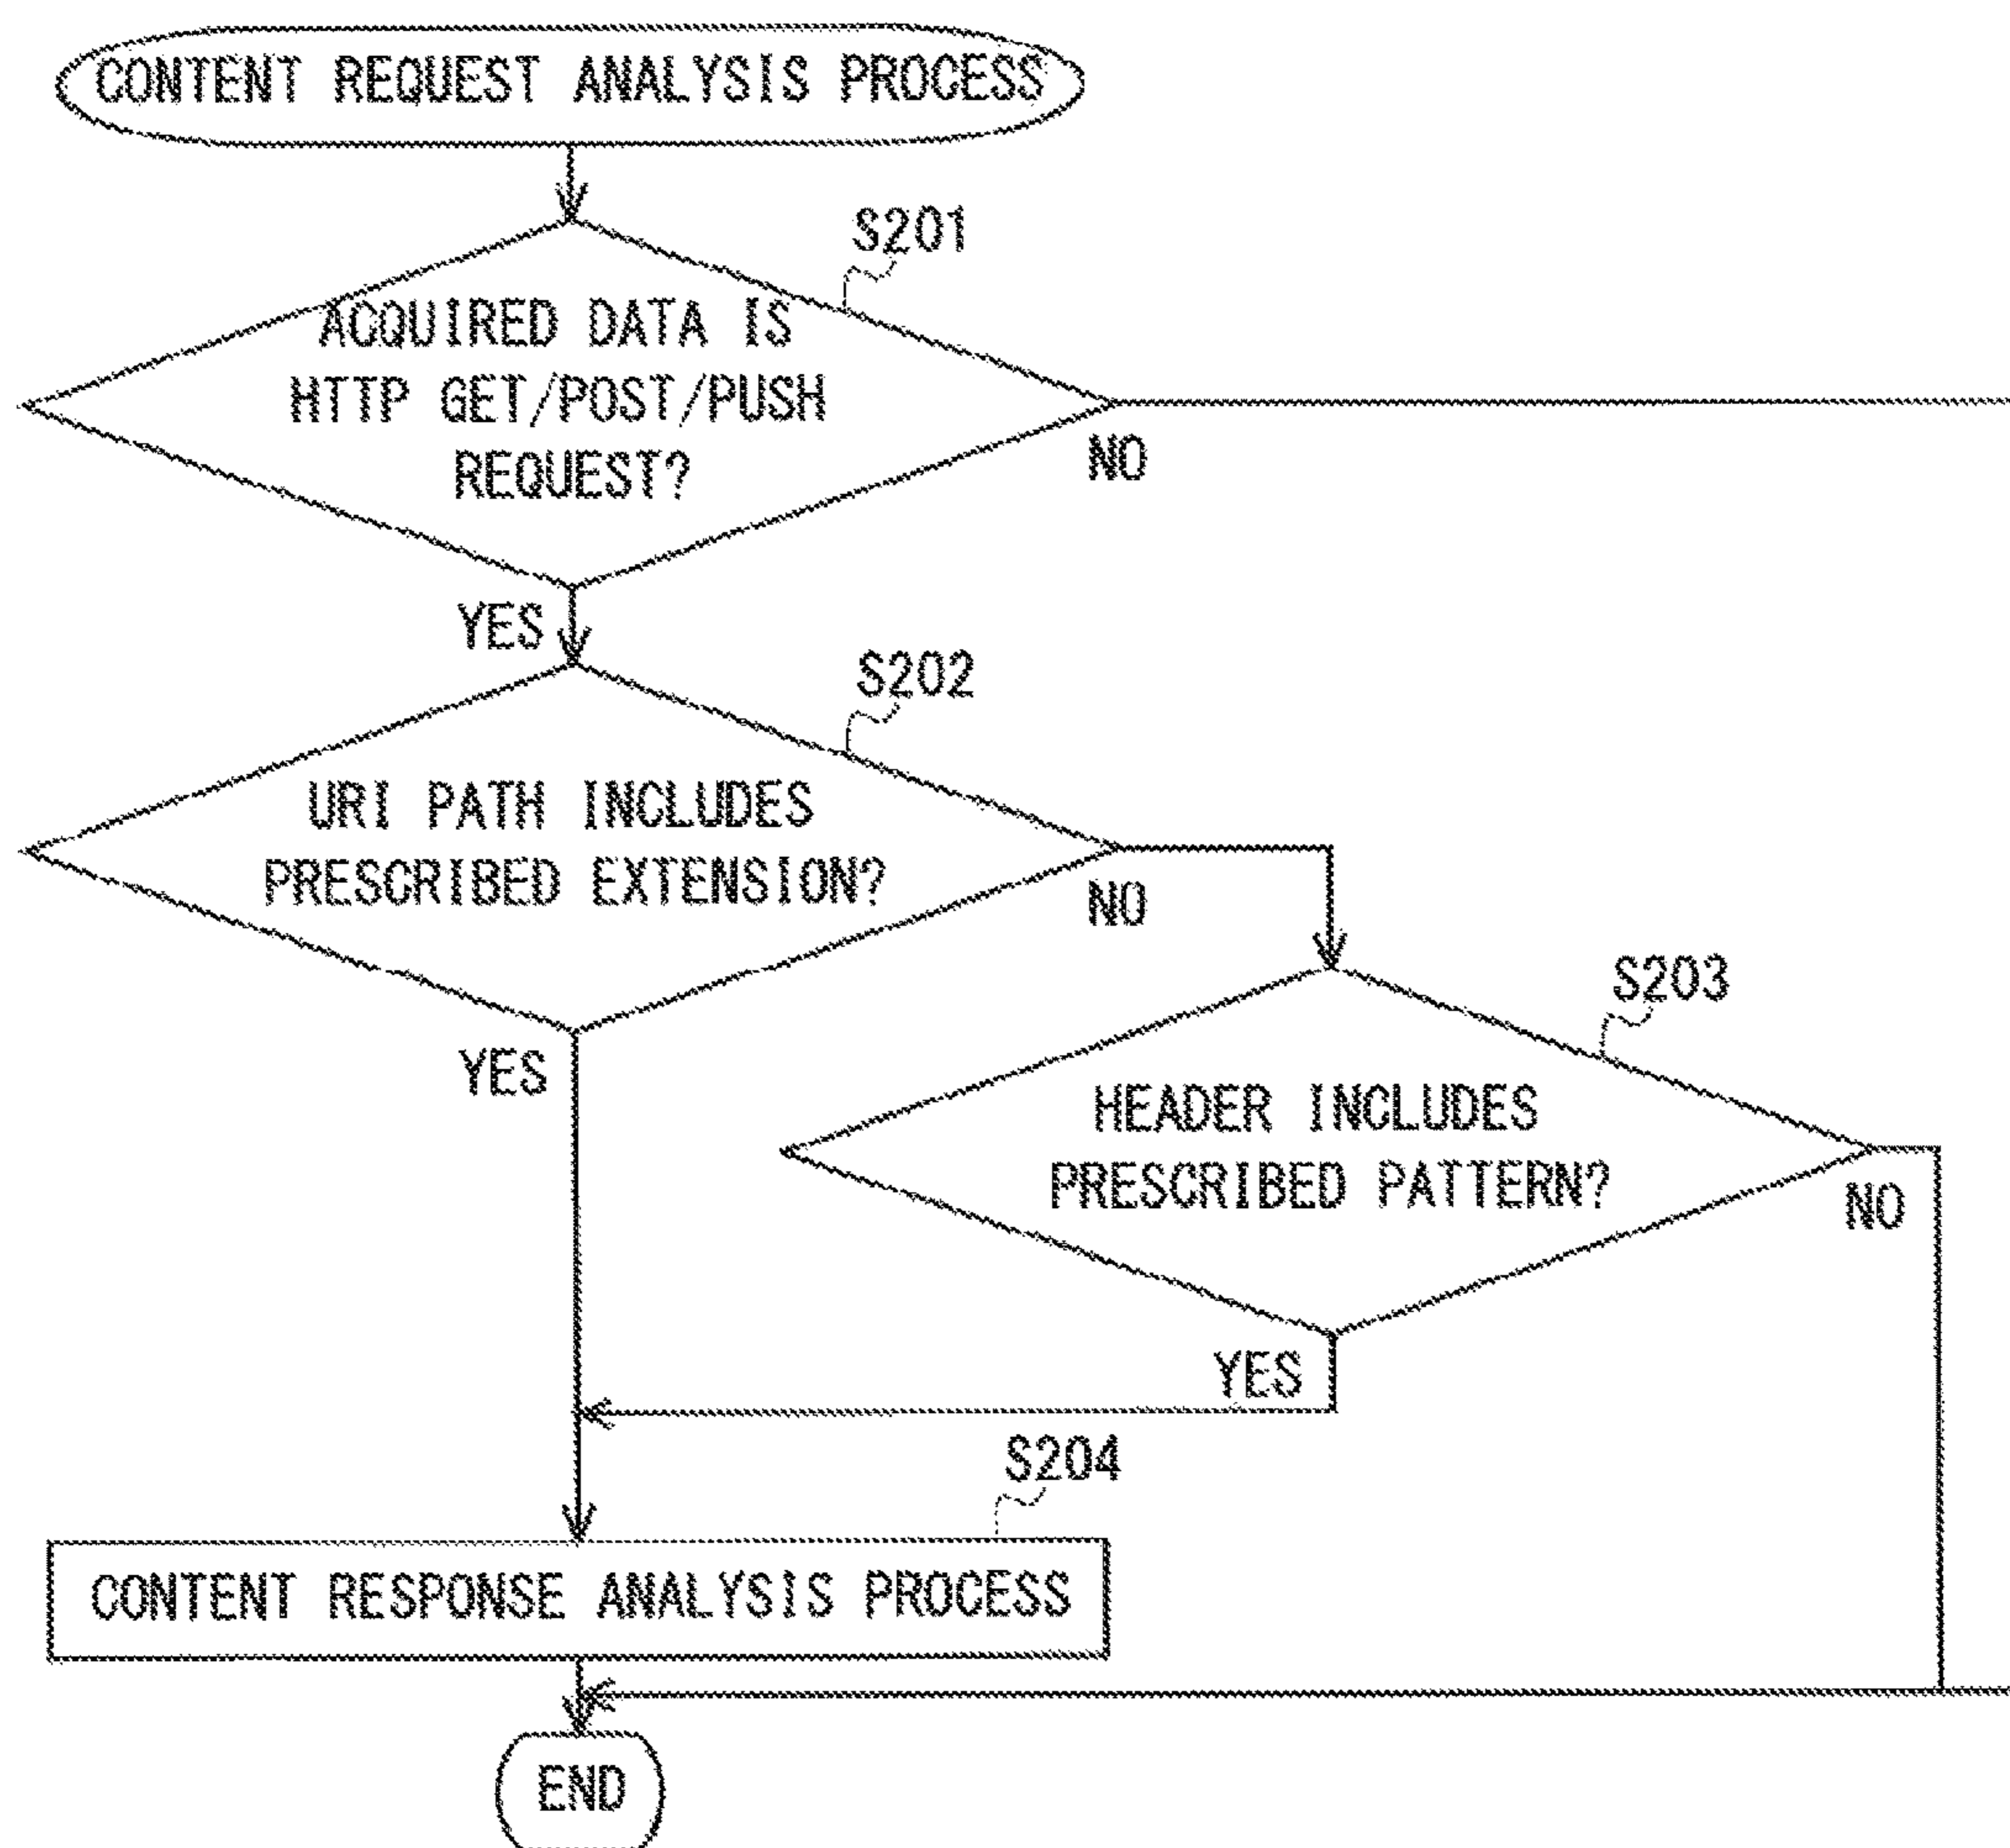 CONTENT REQUEST ANALYSIS PROCESS
S201
ACQUIRED DATA IS
HTTP GET/POST/PUSH
REQUEST?
NO
YES
S202
URI PATH INCLUDES
PRESCRIBED EXTENSION?
NO
YES
S203
HEADER INCLUDES
PRESCRIBED PATTERN?
NO
YES
S204
CONTENT RESPONSE ANALYSIS PROCESS
END